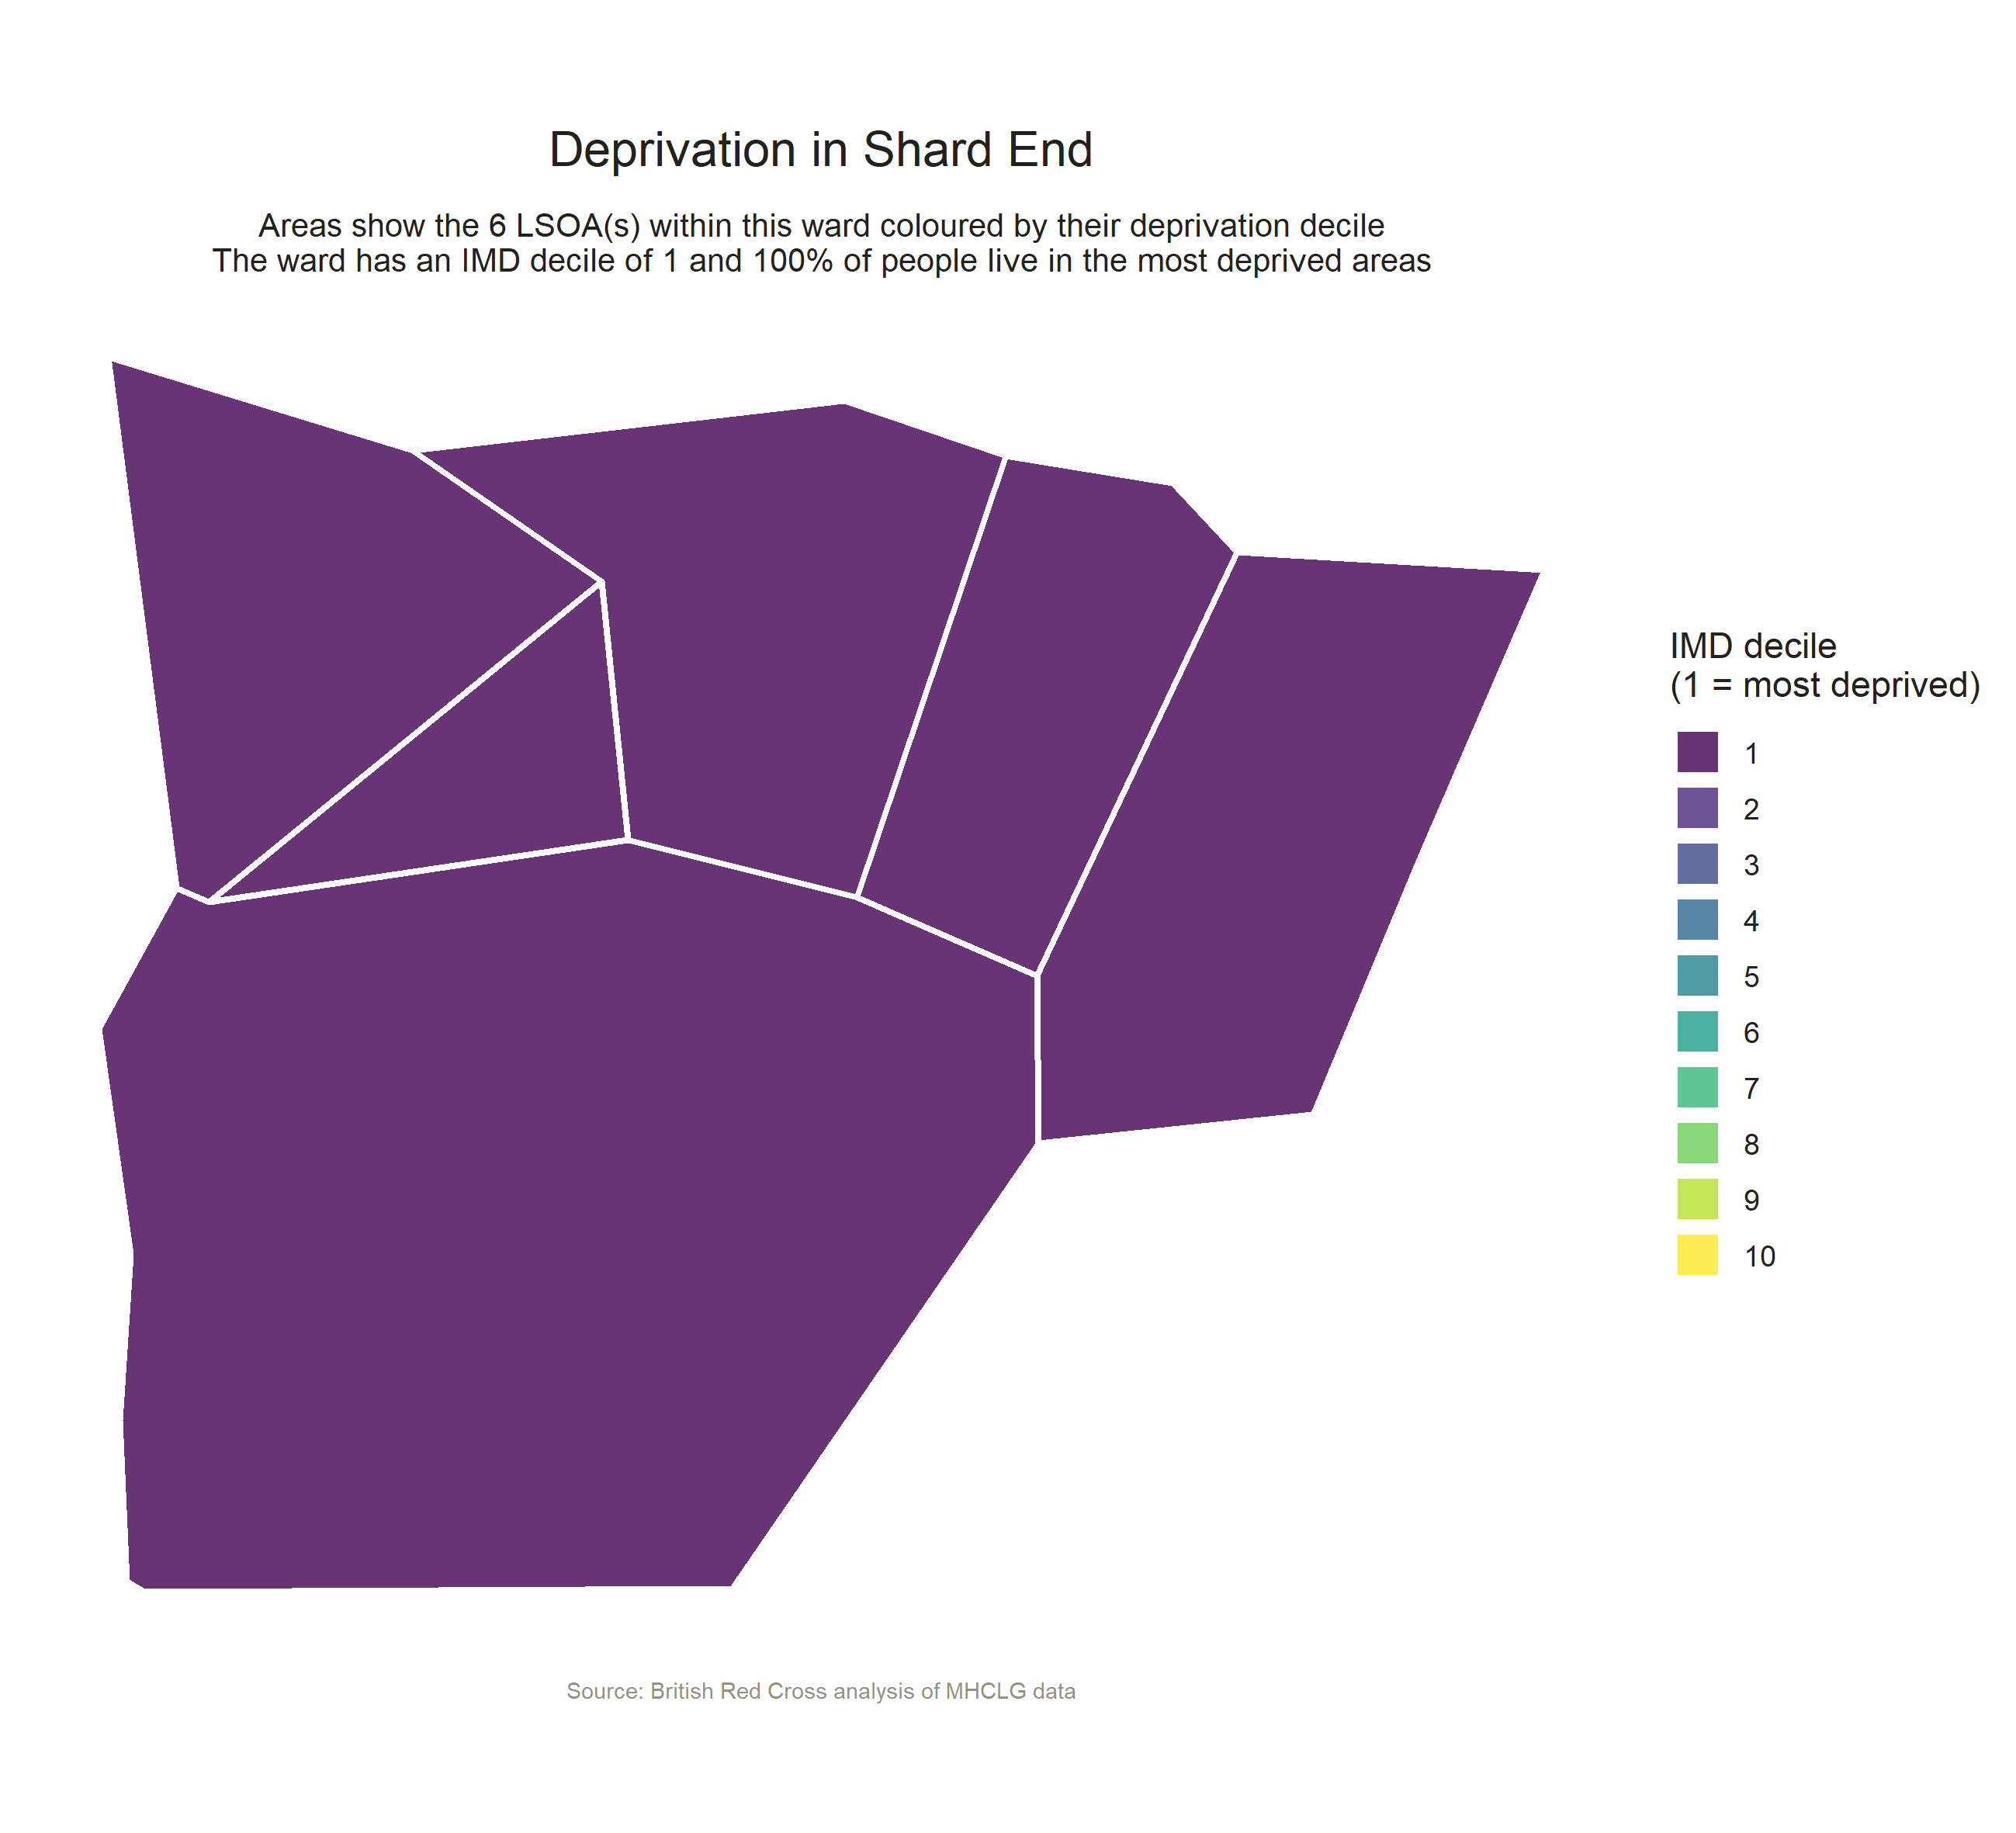 Deprivation in Shard End
Areas show the 6 LSOA(s) within this ward coloured by their deprivation decile
The ward has an IMD decile of 1 and 100% of people live in the most deprived areas
IMD decile
(1 = most deprived)
1
2
3
4
5
6
7
8
9
10
Source: British Red Cross analysis of MHCLG data